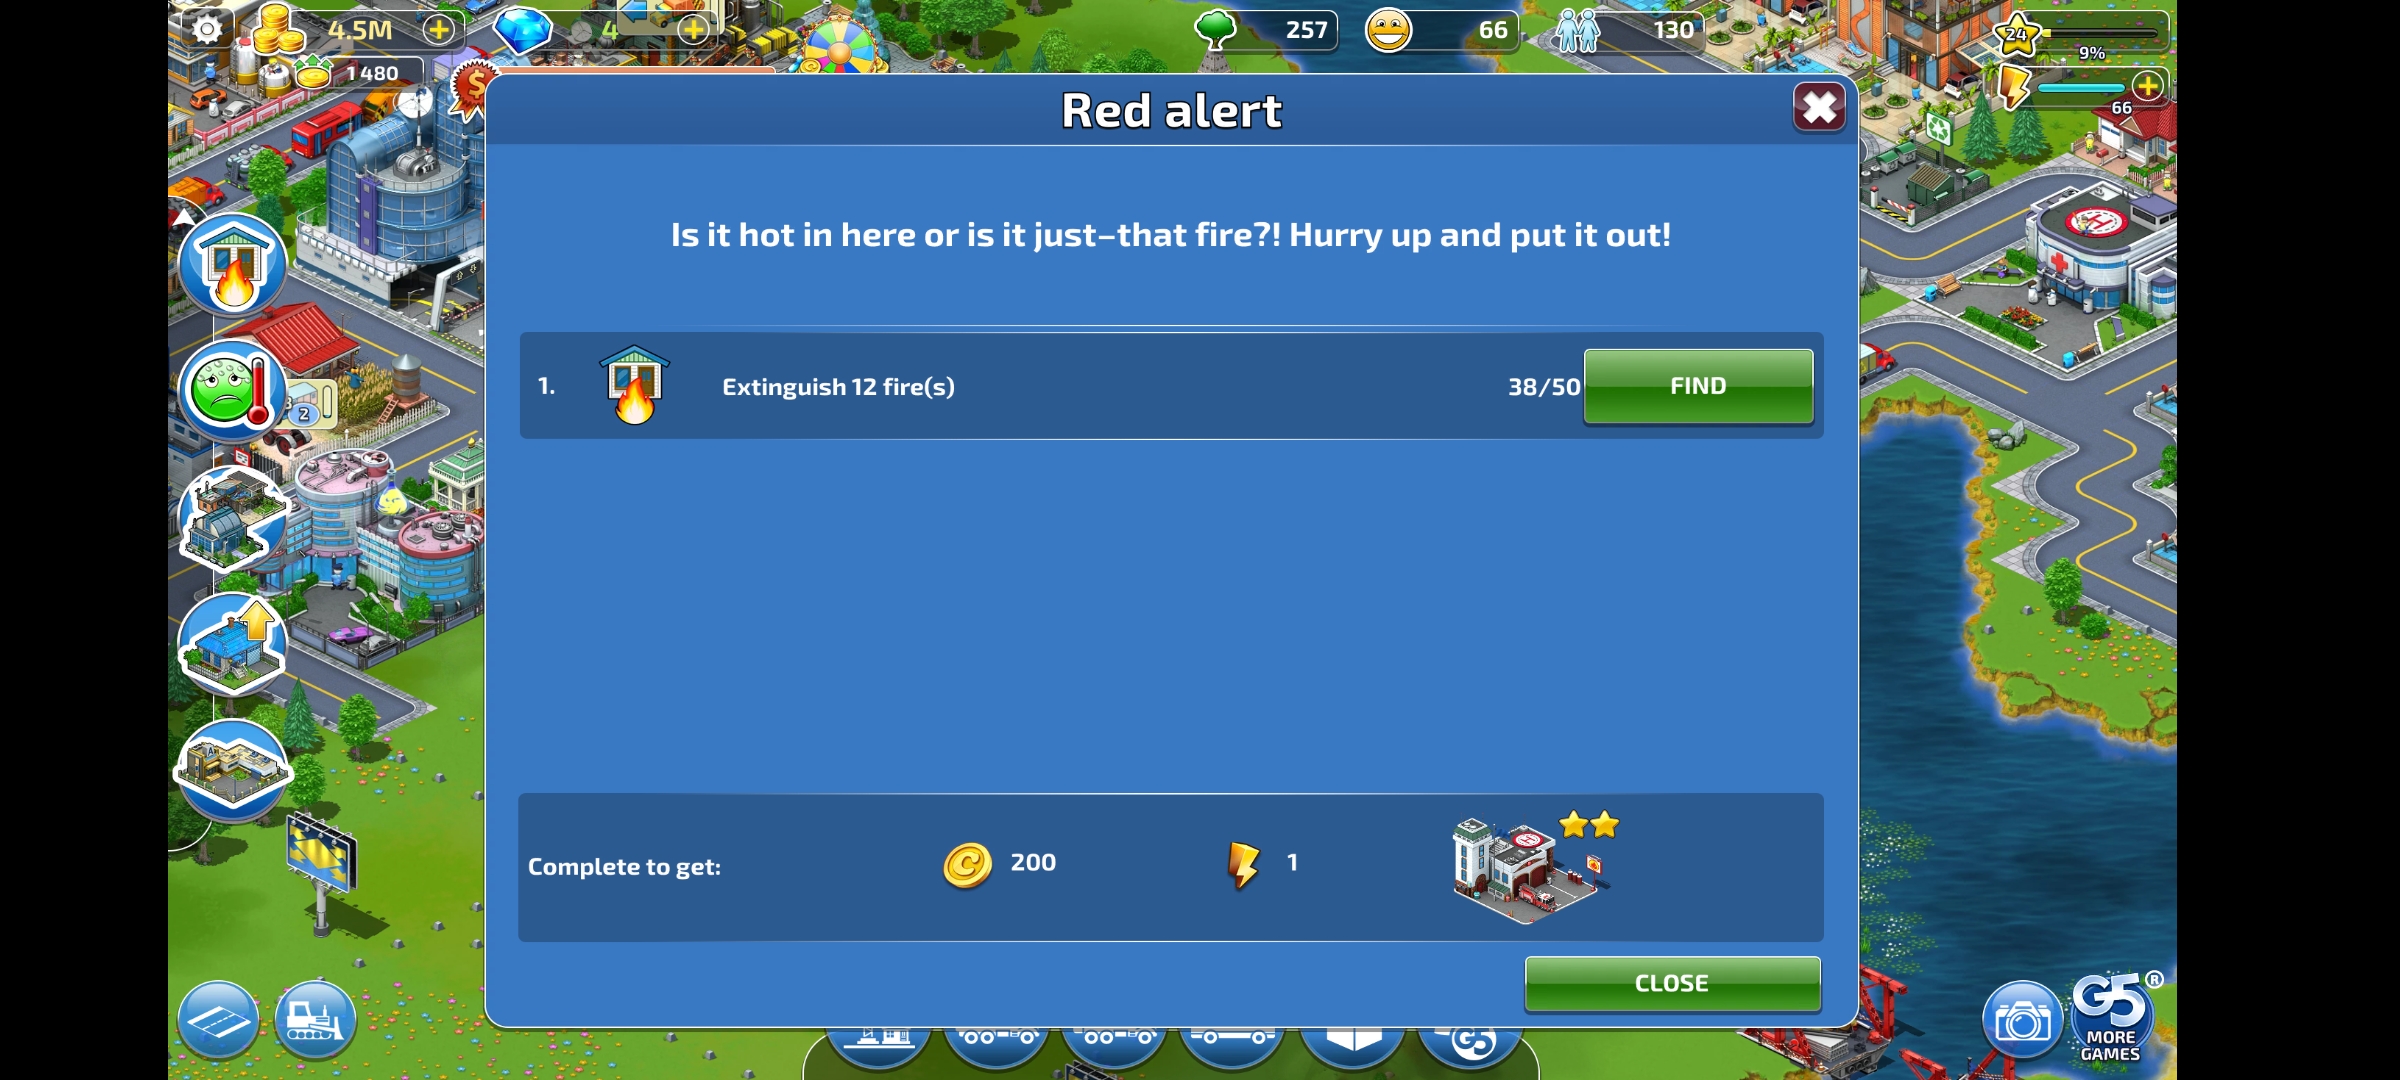 4.5M
4
257
66
130
24
9%
1 480
66
Red alert
Is it hot in here or is it just–that fire?! Hurry up and put it out!
1.
Extinguish 12 fire(s)
38/50
FIND
2
Complete to get:
200
1
CLOSE
G5
G5®
MORE
GAMES